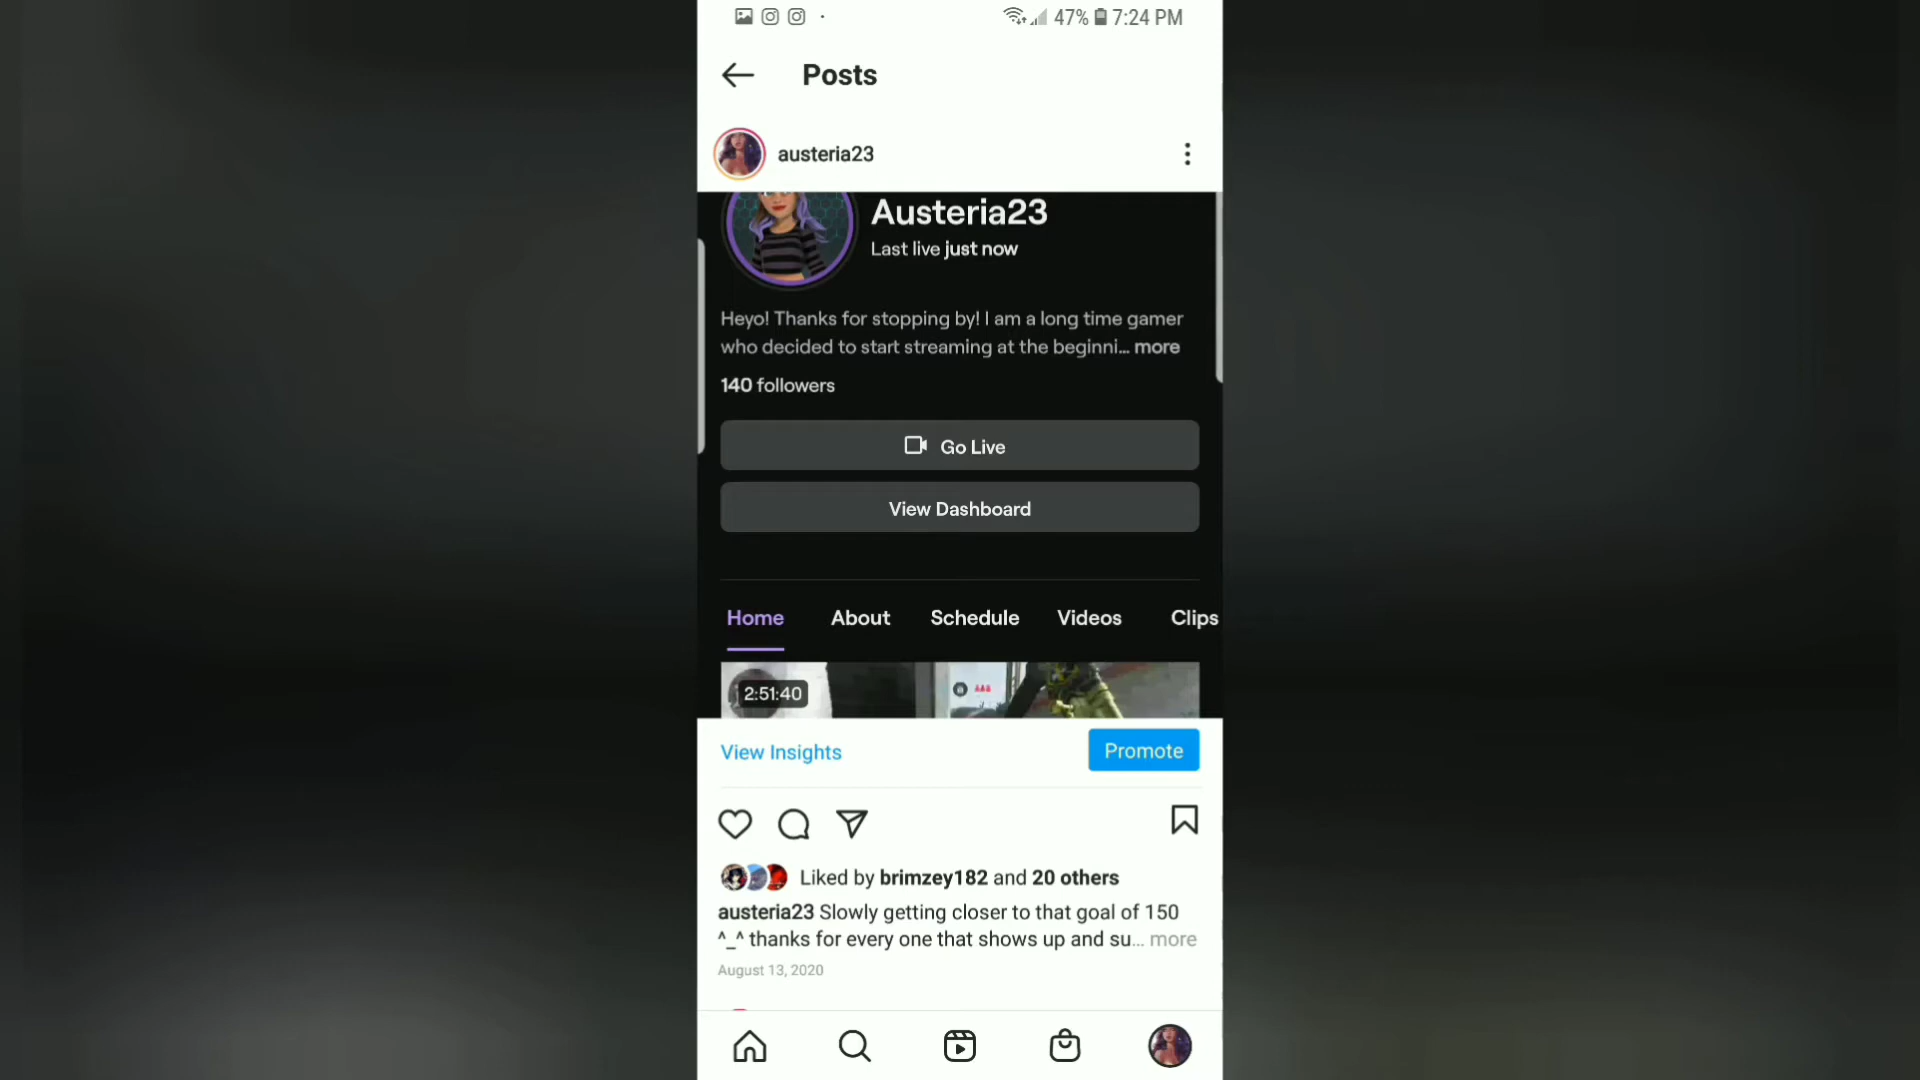 47% 7:24 PM
Posts
austeria23
Austeria23
Last live just now
Heyo! Thanks for stopping by! I am a long time gamer
who decided to start streaming at the beginni... more
140 followers
Go Live
View Dashboard
Home About Schedule Videos Clips
2:51:40
View Insights Promote
Liked by brimzey182 and 20 others
austeria23 Slowly getting closer to that goal of 150
^_^ thanks for every one that shows up and su... more
August 13, 2020